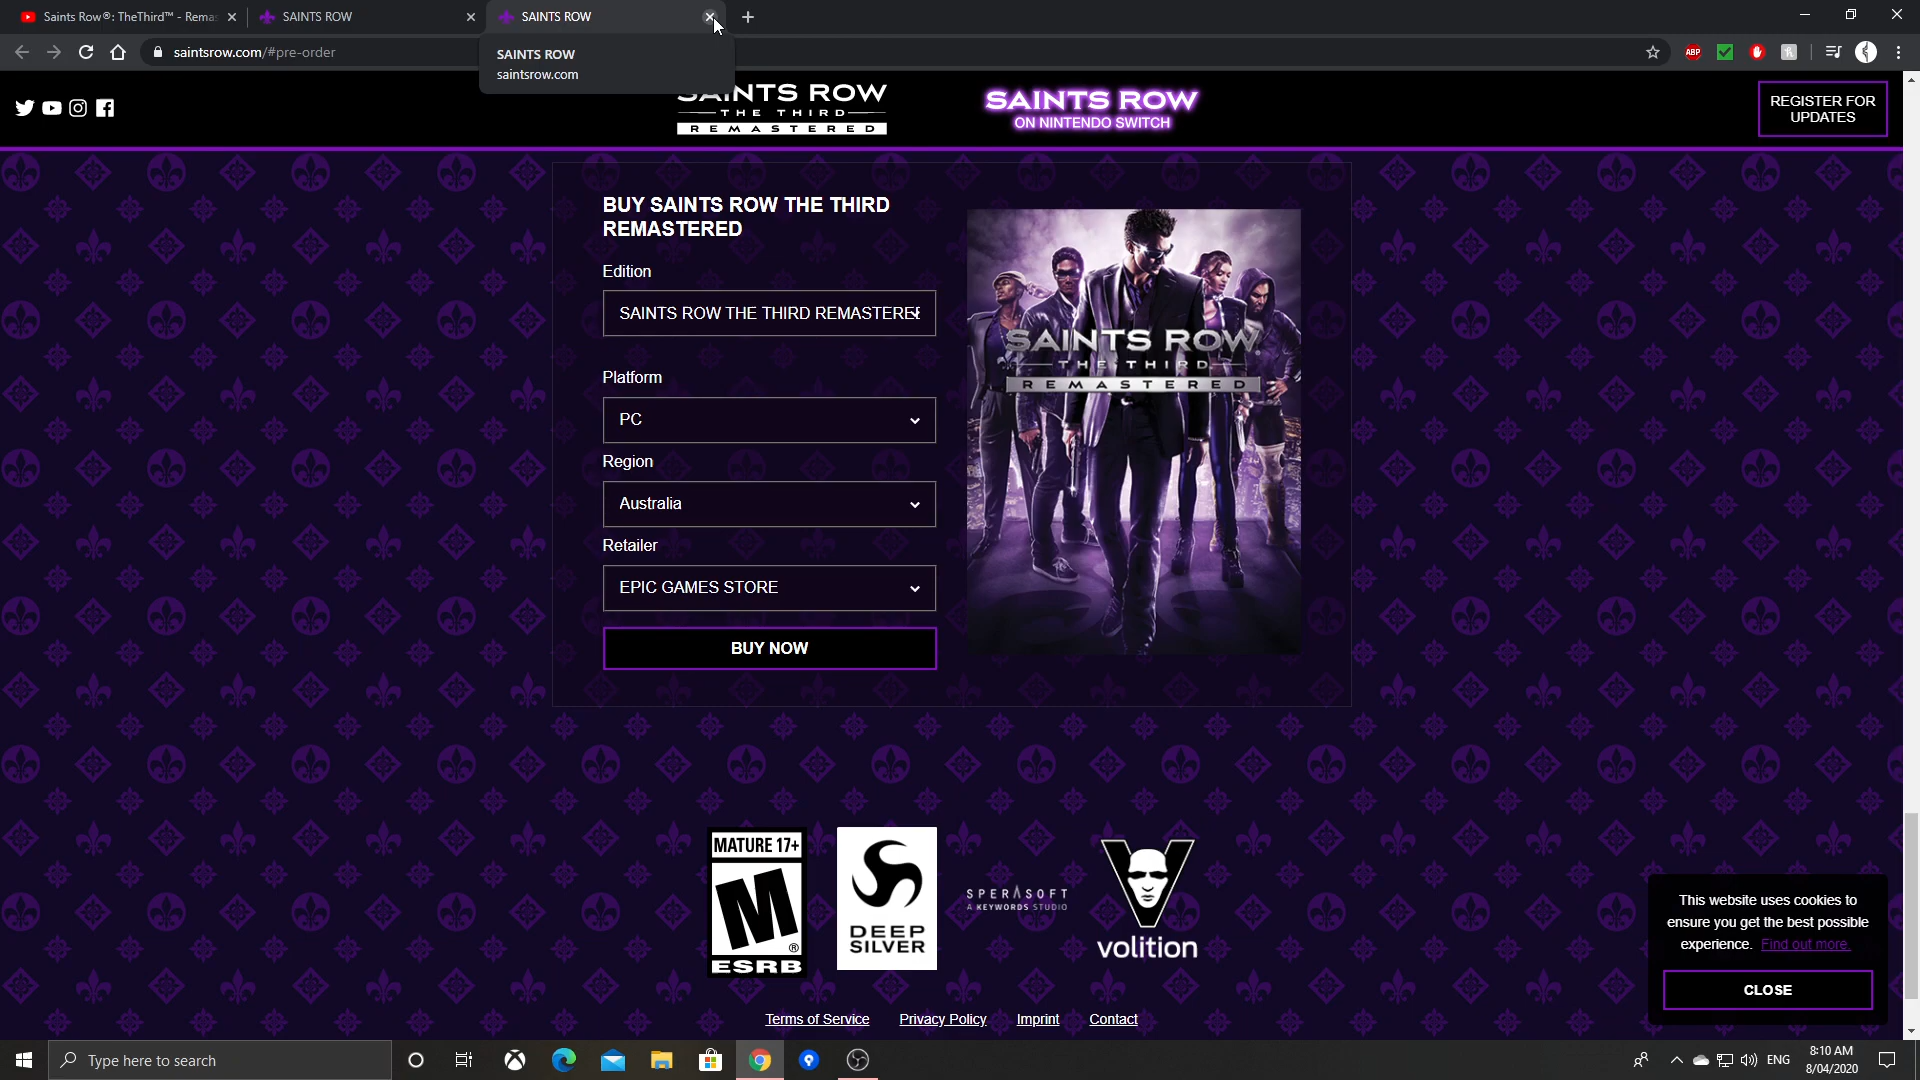 Saints Row®: TheThird™ - Remas
SAINTS ROW
SAINTS ROW
saintsrow.com/#pre-order
SAINTS ROW
saintsrow.com
ABP
SAINTS ROW
THE THIRD
REMASTERED
SAINTS ROW
ON NINTENDO SWITCH
REGISTER FOR
UPDATES
BUY SAINTS ROW THE THIRD
REMASTERED
Edition
SAINTS ROW THE THIRD REMASTERE
Platform
PC
Region
Australia
Retailer
EPIC GAMES STORE
BUY NOW
SAINTS ROW
THE THIRD
REMASTERED
MATURE 17+
M
ESRB
DEEP
SILVER
SPERASOFT
A KEYWORDS STUDIO
volition
This website uses cookies to
ensure you get the best possible
experience. Find out more.
CLOSE
Terms of Service Privacy Policy Imprint Contact
Type here to search
ENG
8:10 AM
8/04/2020